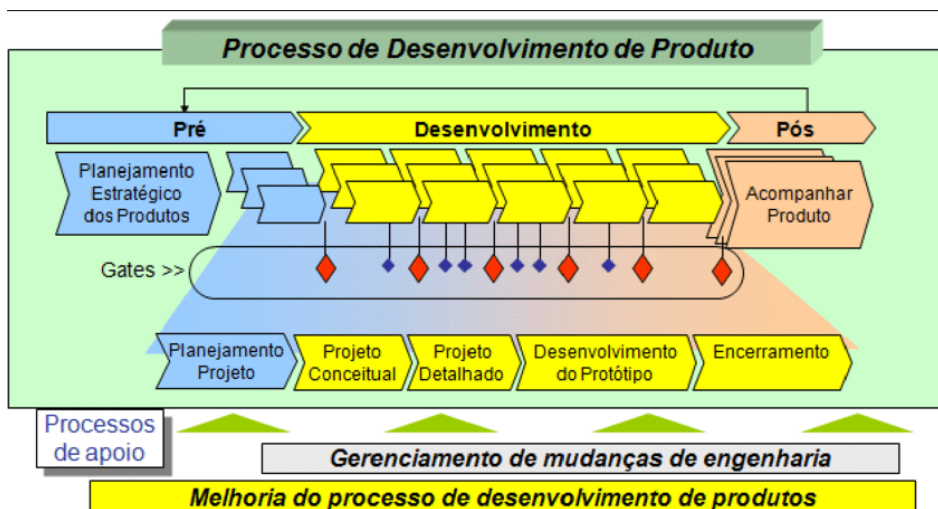 Processo de Desenvolvimento de Produto
Pré
Desenvolvimento
Pós
Planejamento
Estratégico
dos Produtos
Acompanhar
Produto
Gates >>
Planejamento
Projeto
Projeto
Conceitual
Projeto
Detalhado
Desenvolvimento
do Protótipo
Encerramento
Processos
de apoio
Gerenciamento de mudanças de engenharia
Melhoria do processo de desenvolvimento de produtos